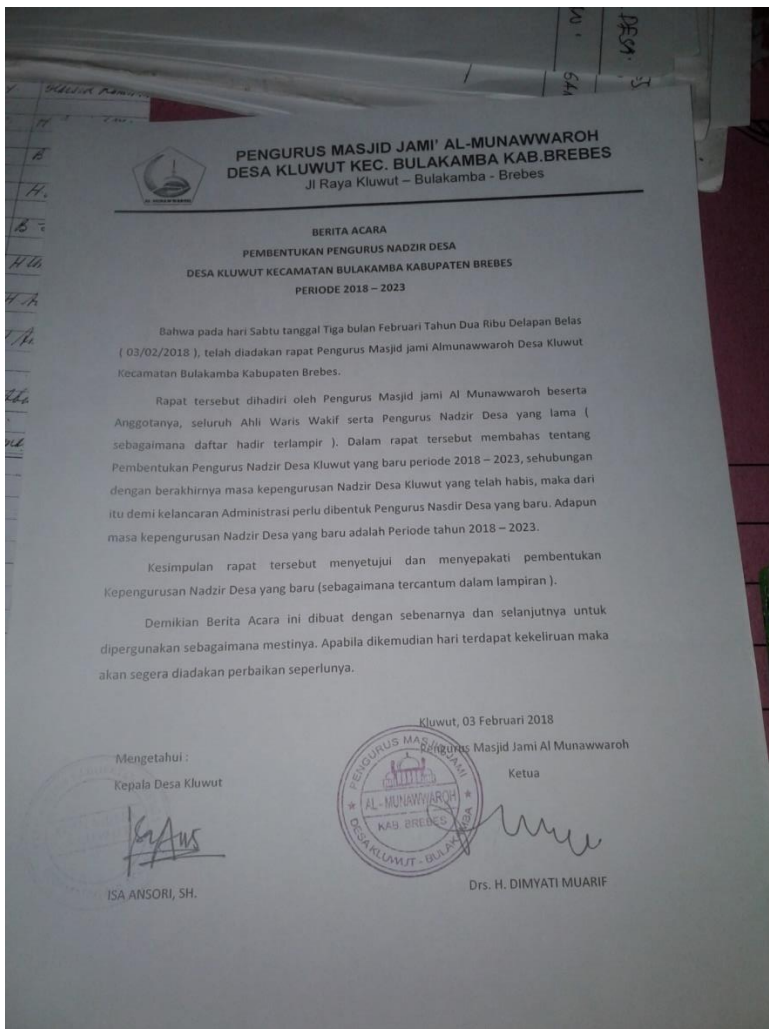 DESA.
PENGURUS MASJID JAMI' AL-MUNAWWAROH
DESA KLUWUT KEC. BULAKAMBA KAB.BREBES
Jl Raya Kluwut – Bulakamba - Brebes
AL MUNAWWAROH
BERITA ACARA
PEMBENTUKAN PENGURUS NADZIR DESA
DESA KLUWUT KECAMATAN BULAKAMBA KABUPATEN BREBES
PERIODE 2018 – 2023
Bahwa pada hari Sabtu tanggal Tiga bulan Februari Tahun Dua Ribu Delapan Belas
( 03/02/2018 ), telah diadakan rapat Pengurus Masjid jami Almunawwaroh Desa Kluwut
Kecamatan Bulakamba Kabupaten Brebes.
Rapat tersebut dihadiri oleh Pengurus Masjid jami Al Munawwaroh beserta
Anggotanya, seluruh Ahli Waris Wakif serta Pengurus Nadzir Desa yang lama (
sebagaimana daftar hadir terlampir ). Dalam rapat tersebut membahas tentang
Pembentukan Pengurus Nadzir Desa Kluwut yang baru periode 2018 – 2023, sehubungan
dengan berakhirnya masa kepengurusan Nadzir Desa Kluwut yang telah habis, maka dari
itu demi kelancaran Administrasi perlu dibentuk Pengurus Nasdir Desa yang baru. Adapun
masa kepengurusan Nadzir Desa yang baru adalah Periode tahun 2018 – 2023.
Kesimpulan rapat tersebut menyetujui dan menyepakati pembentukan
Kepengurusan Nadzir Desa yang baru (sebagaimana tercantum dalam lampiran ).
Demikian Berita Acara ini dibuat dengan sebenarnya dan selanjutnya untuk
dipergunakan sebagaimana mestinya. Apabila dikemudian hari terdapat kekeliruan maka
akan segera diadakan perbaikan seperlunya.
Kluwut, 03 Februari 2018
Mengetahui :
Pengurus Masjid Jami Al Munawwaroh
Kepala Desa Kluwut
Ketua
PENGURUS MASJID JAMI
AL-MUNAWWAROH
KAB. BREBES
DESA KLUWUT - BULAKAMBA
ISA ANSORI, SH.
Drs. H. DIMYATI MUARIF